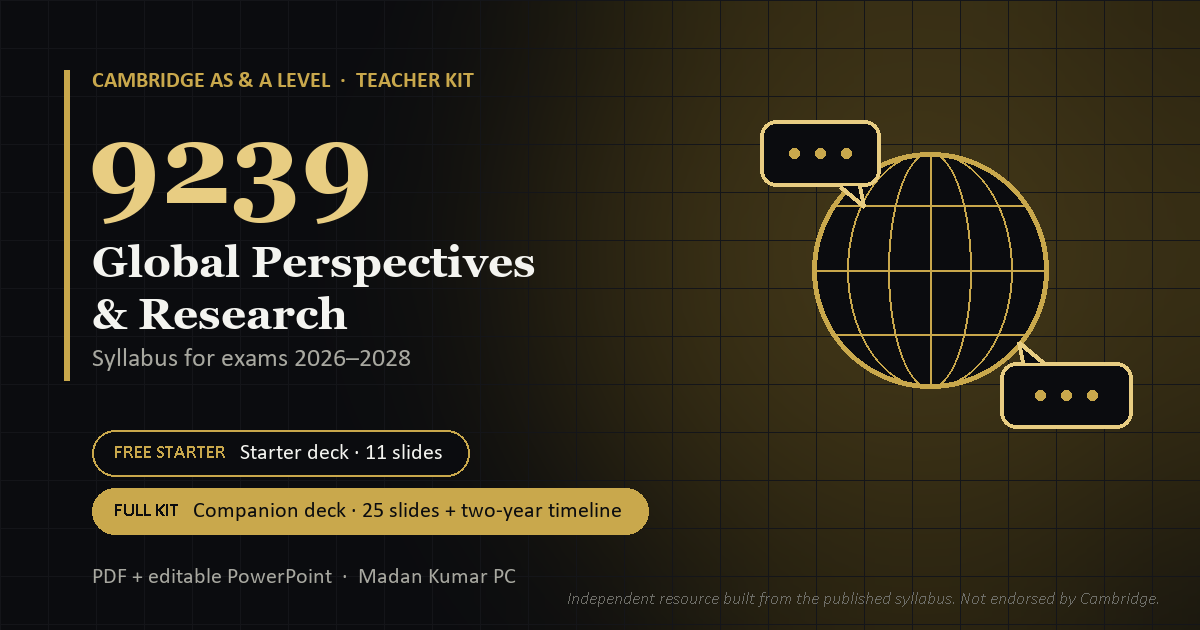 CAMBRIDGE AS & A LEVEL · TEACHER KIT
9239
Global Perspectives
& Research
Syllabus for exams 2026–2028
FREE STARTER Starter deck · 11 slides
FULL KIT Companion deck · 25 slides + two-year timeline
PDF + editable PowerPoint · Madan Kumar PC
Independent resource built from the published syllabus. Not endorsed by Cambridge.